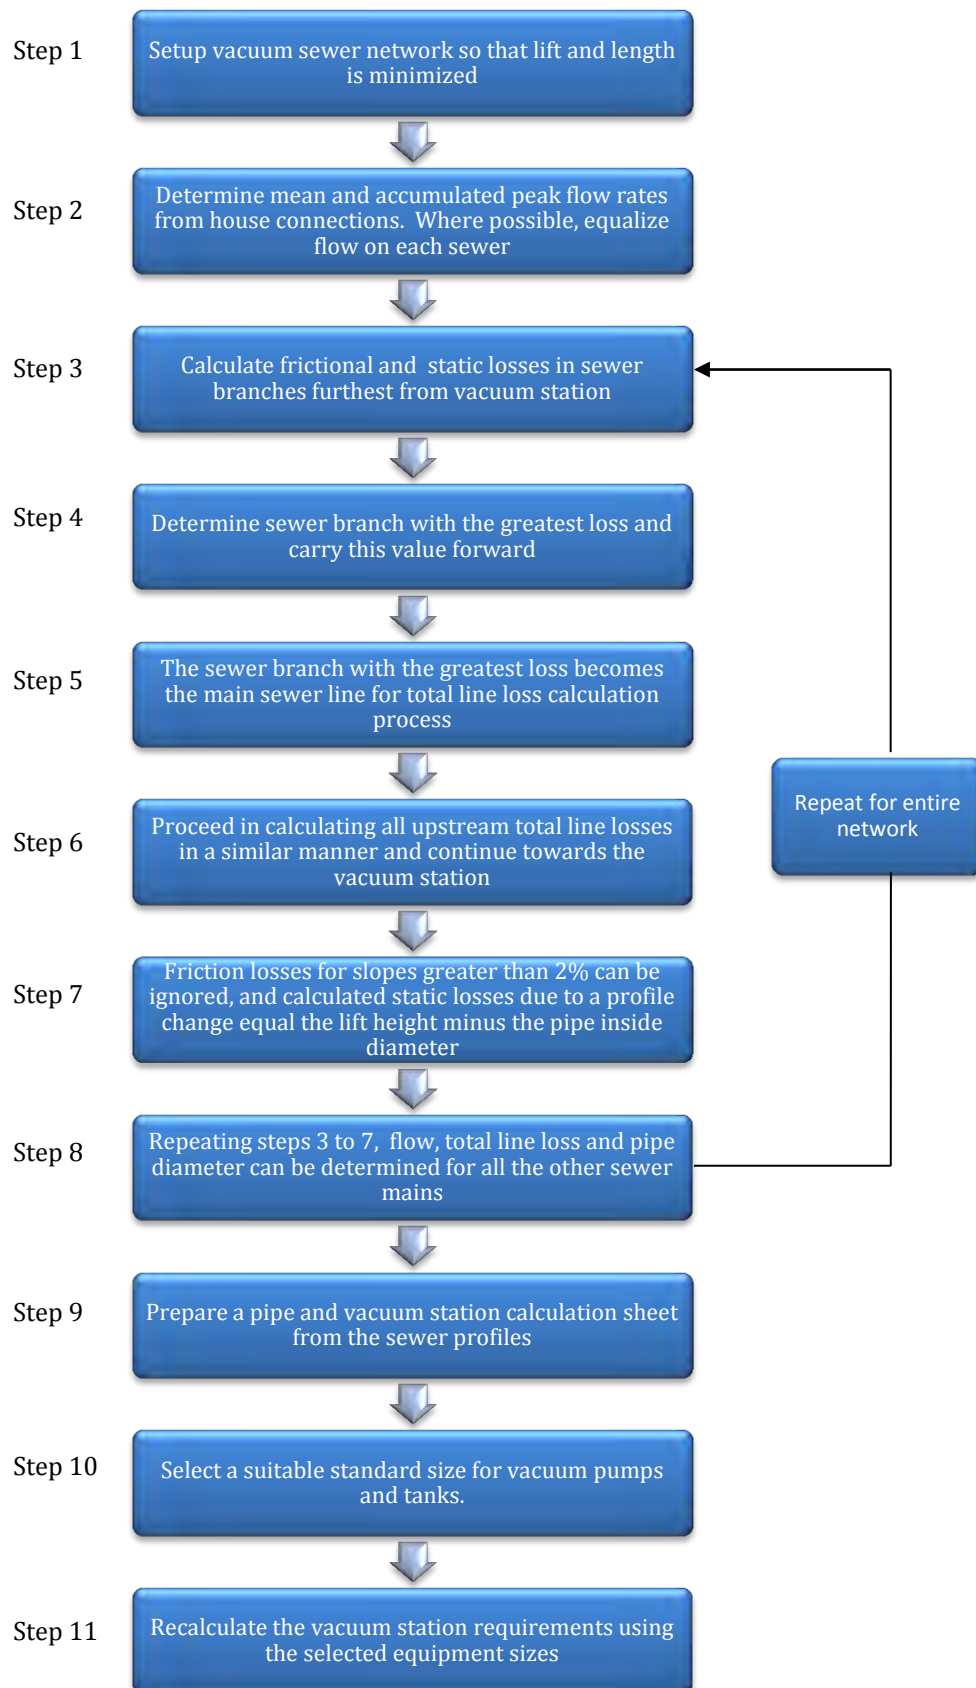 Step 1
Setup vacuum sewer network so that lift and length
is minimized
Step 2
Determine mean and accumulated peak flow rates
from house connections.  Where possible, equalize
flow on each sewer
Step 3
Calculate frictional and  static losses in sewer
branches furthest from vacuum station
Step 4
Determine sewer branch with the greatest loss and
carry this value forward
Step 5
The sewer branch with the greatest loss becomes
the main sewer line for total line loss calculation
process
Step 6
Proceed in calculating all upstream total line losses
in a similar manner and continue towards the
vacuum station
Repeat for entire
network
Step 7
Friction losses for slopes greater than 2% can be
ignored, and calculated static losses due to a profile
change equal the lift height minus the pipe inside
diameter
Step 8
Repeating steps 3 to 7,  flow, total line loss and pipe
diameter can be determined for all the other sewer
mains
Step 9
Prepare a pipe and vacuum station calculation sheet
from the sewer profiles
Step 10
Select a suitable standard size for vacuum pumps
and tanks.
Step 11
Recalculate the vacuum station requirements using
the selected equipment sizes